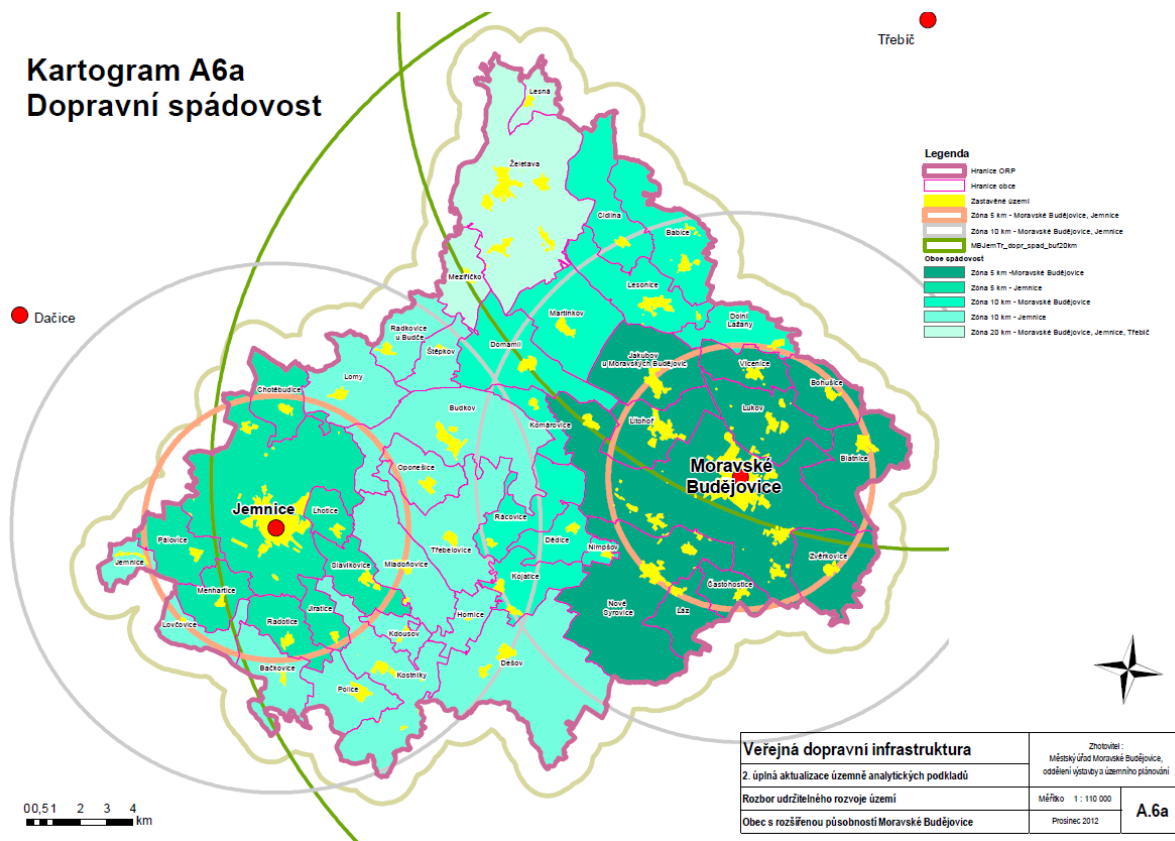 Kartogram A6a
Dopravní spádovost
Třebíč
Dačice
Legenda
Hranice ORP
Hranice obce
Zastavěné území
Zóna 5 km - Moravské Budějovice, Jemnice
Zóna 10 km - Moravské Budějovice, Jemnice
MBJemTr_dopr_spad_buf20km
Obce spádovost
Zóna 5 km -Moravské Budějovice
Zóna 5 km - Jemnice
Zóna 10 km - Moravské Budějovice
Zóna 10 km - Jemnice
Zóna 20 km - Moravské Budějovice, Jemnice, Třebíč
Lesná
Želetava
Cidlina
Babice
Meziříčko
Lesonice
Martínkov
Dolní
Lažany
Radkovice
u Budče
Štěpkov
Domamil
Jakubov
u Moravských Budějovic
Vícenice
Bohušice
Lomy
Chotěbudice
Budkov
Komárovice
Litohoř
Lukov
Blatnice
Oponešice
Moravské
Budějovice
Jemnice
Lhotice
Rácovice
Pálovice
Třebelovice
Dědice
Nimpšov
Zvěrkovice
Jemnice
Slavíkovice
Mladoňovice
Kojatice
Častohostice
Menhartice
Jiratice
Hornice
Nové
Syrovice
Láz
Lovčovice
Radotice
Kdousov
Dešov
Bačkovice
Kostníky
Police
0 0,5 1 2 3 4
km
Veřejná dopravní infrastruktura
2. úplná aktualizace územně analytických podkladů
Rozbor udržitelného rozvoje území
Obec s rozšířenou působností Moravské Budějovice
Zhotovitel :
Městský úřad Moravské Budějovice,
oddělení výstavby a územního plánování
Měřítko 1 : 110 000
Prosinec 2012
A.6a